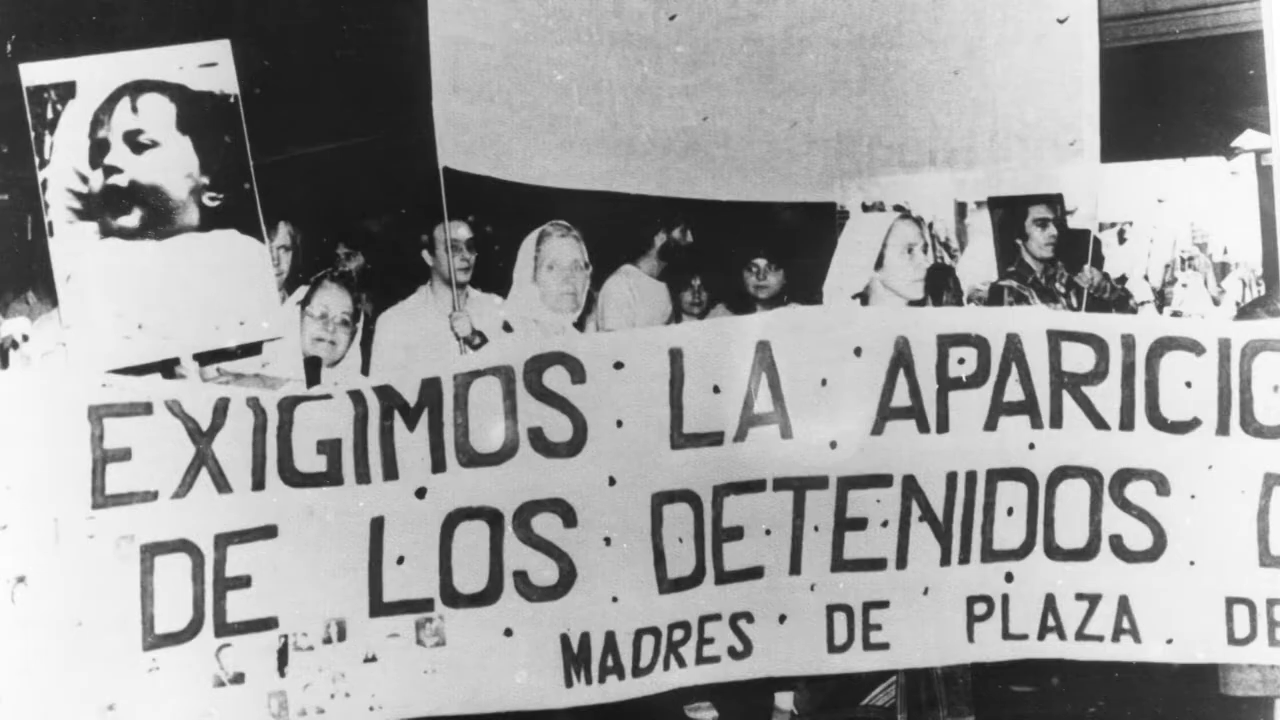 EXIGIMOS LA APARICIO
DE LOS DETENIDOS D
MADRES DE PLAZA DE